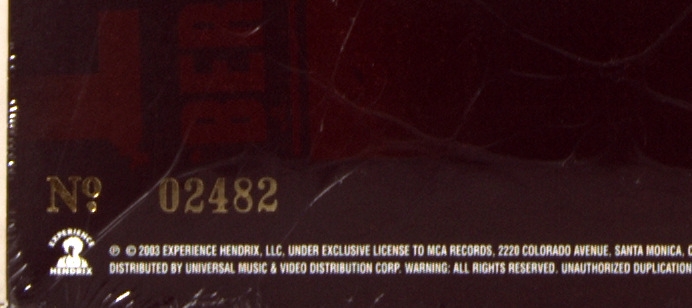 BER
Nº 02482
EXPERIENCE
HENDRIX
℗ © 2003 EXPERIENCE HENDRIX, LLC, UNDER EXCLUSIVE LICENSE TO MCA RECORDS, 2220 COLORADO AVENUE, SANTA MONICA, C
DISTRIBUTED BY UNIVERSAL MUSIC & VIDEO DISTRIBUTION CORP. WARNING: ALL RIGHTS RESERVED. UNAUTHORIZED DUPLICATION